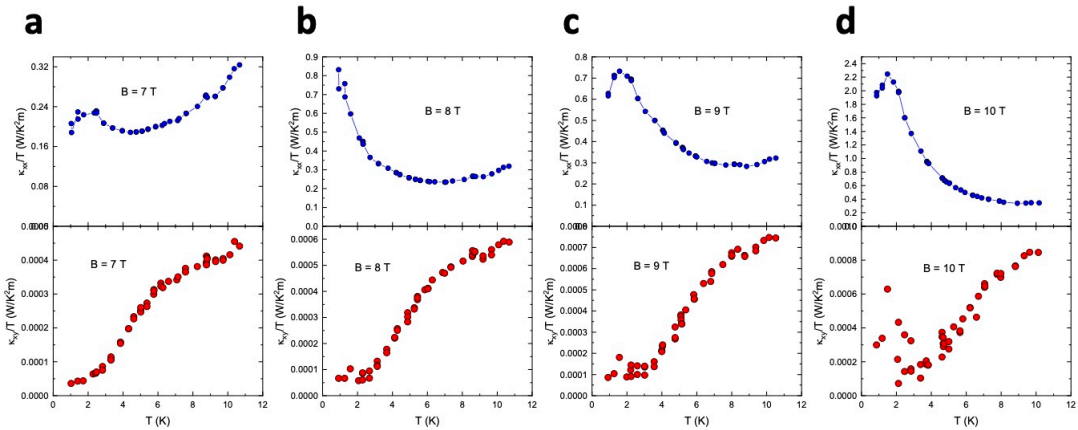 a
b
c
d
0.32
0.24
0.16
0.08
κxx/T (W/K²m)
B = 7 T
0.9
0.8
0.7
0.6
0.5
0.4
0.3
0.2
0.1
κxx/T (W/K²m)
B = 8 T
0.8
0.7
0.6
0.5
0.4
0.3
0.2
0.1
κxx/T (W/K²m)
B = 9 T
2.4
2.2
2.0
1.8
1.6
1.4
1.2
1.0
0.8
0.6
0.4
0.2
κxx/T (W/K²m)
B = 10 T
0.0004
0.0003
0.0002
0.0001
0.0000
κxy/T (W/K²m)
B = 7 T
0 2 4 6 8 10 12
T (K)
0.0006
0.0005
0.0004
0.0003
0.0002
0.0001
0.0000
κxy/T (W/K²m)
B = 8 T
0 2 4 6 8 10 12
T (K)
0.0007
0.0006
0.0005
0.0004
0.0003
0.0002
0.0001
0.0000
κxy/T (W/K²m)
B = 9 T
0 2 4 6 8 10 12
T (K)
0.0008
0.0006
0.0004
0.0002
0.0000
κxy/T (W/K²m)
B = 10 T
0 2 4 6 8 10 12
T (K)